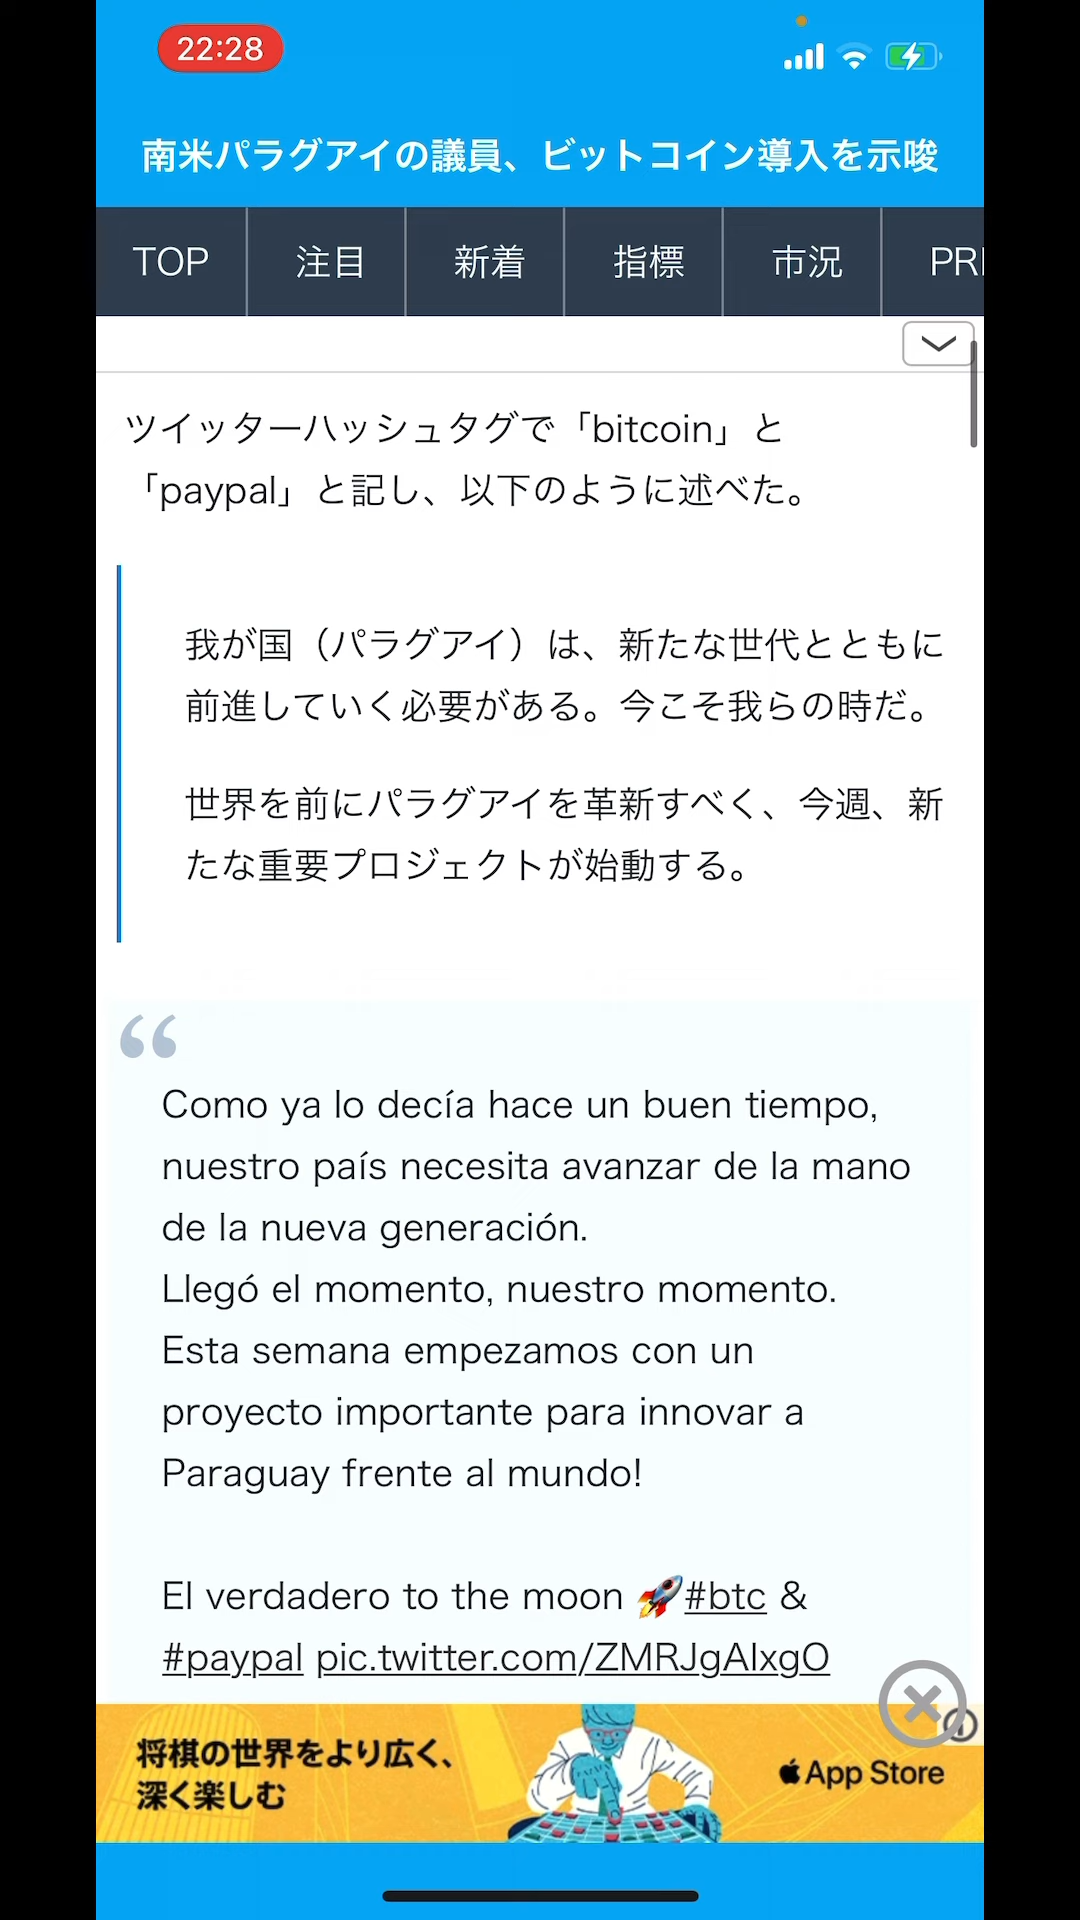 22:28
南米パラグアイの議員、ビットコイン導入を示唆
TOP 注目 新着 指標 市況
ツイッターハッシュタグで「bitcoin」と
「paypal」と記し、以下のように述べた。
我が国（パラグアイ）は、新たな世代とともに
前進していく必要がある。今こそ我らの時だ。
世界を前にパラグアイを革新すべく、今週、新
たな重要プロジェクトが始動する。
“
Como ya lo decía hace un buen tiempo,
nuestro país necesita avanzar de la mano
de la nueva generación.
Llegó el momento, nuestro momento.
Esta semana empezamos con un
proyecto importante para innovar a
Paraguay frente al mundo!
El verdadero to the moon 🚀#btc &
#paypal pic.twitter.com/ZMRJgAIxgO
将棋の世界をより広く、
深く楽しむ
App Store